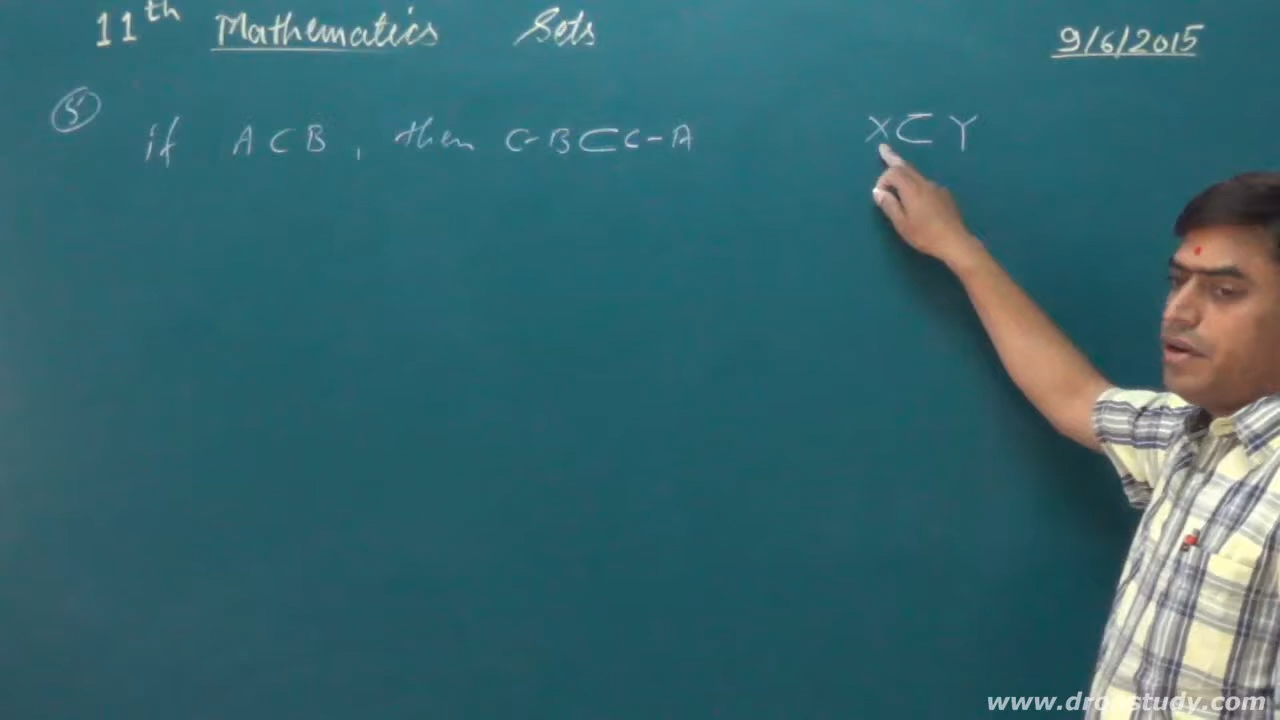 11th Mathematics Sets 9/6/2015
5 if A ⊂ B , then C-B⊂C-A X⊂Y
www.dronstudy.com